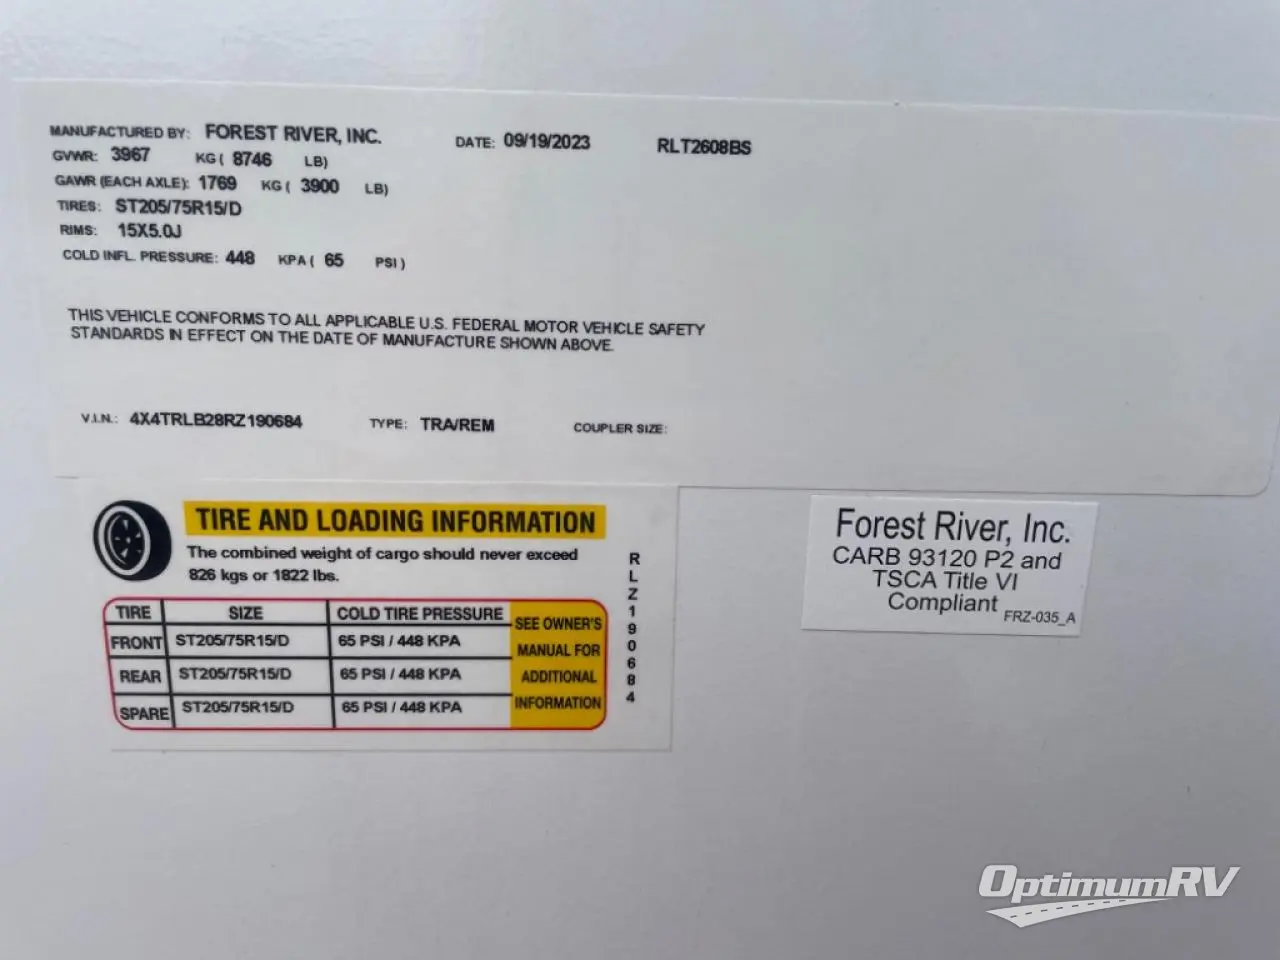 MANUFACTURED BY: FOREST RIVER, INC. DATE: 09/19/2023 RLT2608BS
GVWR: 3967 KG ( 8746 LB)
GAWR (EACH AXLE): 1769 KG ( 3900 LB)
TIRES: ST205/75R15/D
RIMS: 15X5.0J
COLD INFL. PRESSURE: 448 KPA ( 65 PSI )
THIS VEHICLE CONFORMS TO ALL APPLICABLE U.S. FEDERAL MOTOR VEHICLE SAFETY
STANDARDS IN EFFECT ON THE DATE OF MANUFACTURE SHOWN ABOVE.
V.I.N.: 4X4TRLB28RZ190684 TYPE: TRA/REM COUPLER SIZE:
TIRE AND LOADING INFORMATION
The combined weight of cargo should never exceed
826 kgs or 1822 lbs.
TIRE SIZE COLD TIRE PRESSURE
FRONT ST205/75R15/D 65 PSI / 448 KPA
REAR ST205/75R15/D 65 PSI / 448 KPA
SPARE ST205/75R15/D 65 PSI / 448 KPA
SEE OWNER'S
MANUAL FOR
ADDITIONAL
INFORMATION
RLZ190684
Forest River, Inc.
CARB 93120 P2 and
TSCA Title VI
Compliant FRZ-035_A
OptimumRV